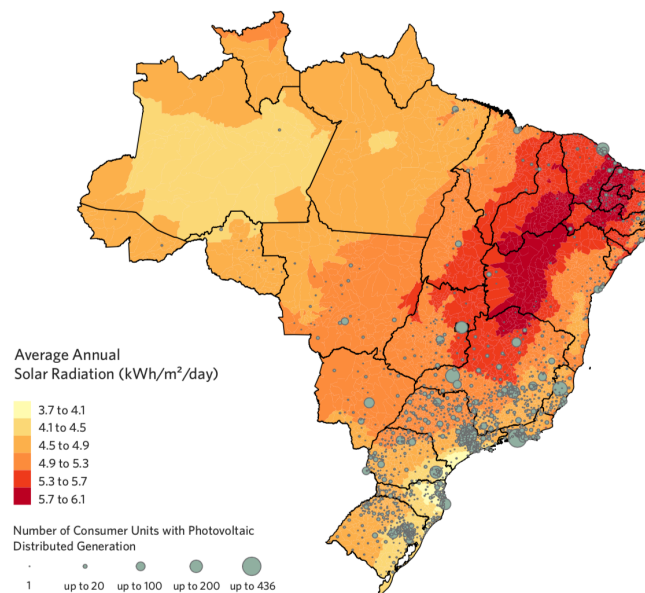 Average Annual
Solar Radiation (kWh/m²/day)
3.7 to 4.1
4.1 to 4.5
4.5 to 4.9
4.9 to 5.3
5.3 to 5.7
5.7 to 6.1
Number of Consumer Units with Photovoltaic
Distributed Generation
1 up to 20 up to 100 up to 200 up to 436